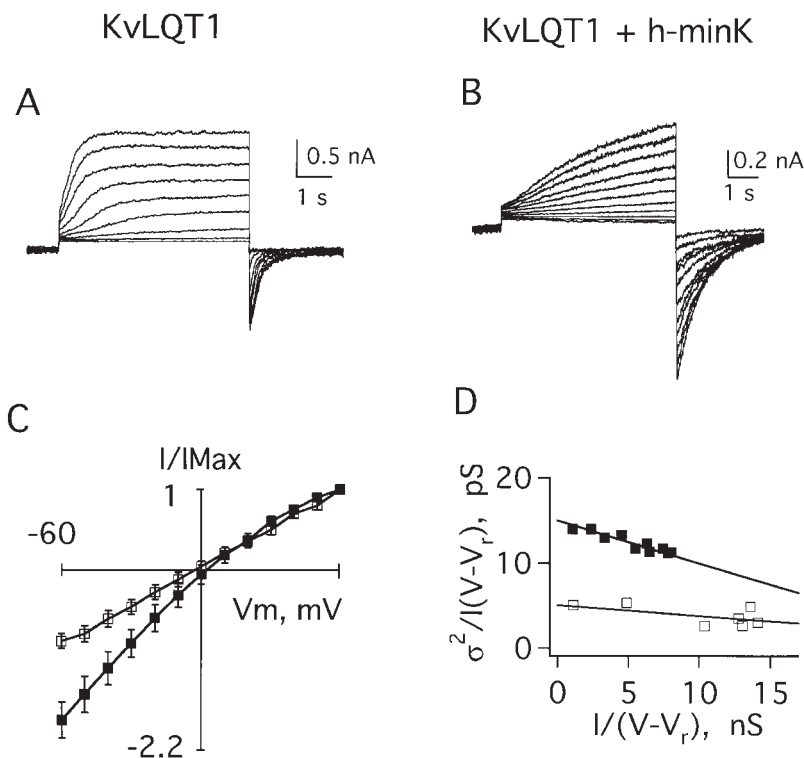 KvLQT1
KvLQT1 + h-minK
A
0.5 nA
1 s
B
0.2 nA
1 s
C
I/IMax
1
-60
Vm, mV
-2.2
D
σ²/I(V-Vᵣ), pS
20
10
0
0 5 10 15
I/(V-Vᵣ), nS